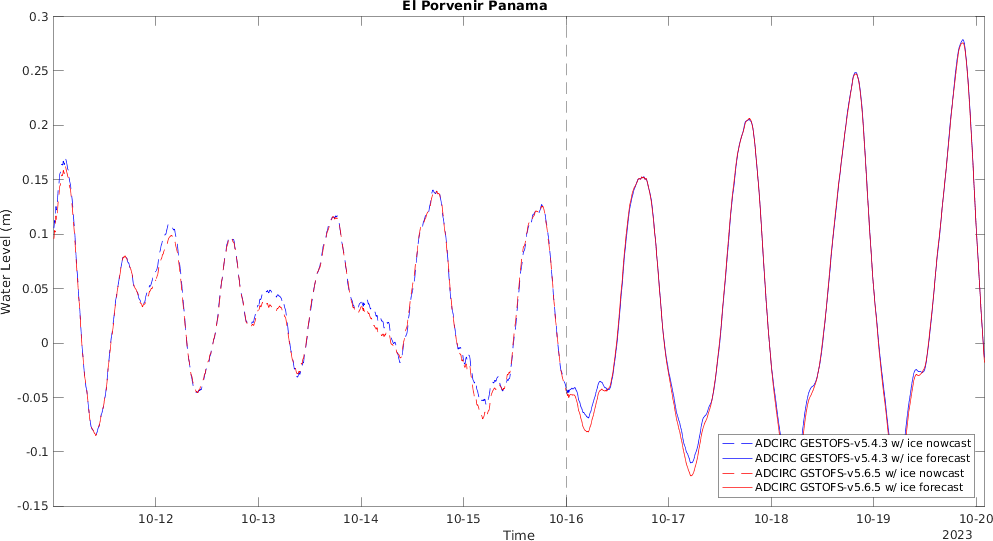 El Porvenir Panama
0.3
0.25
0.2
0.15
0.1
0.05
0
-0.05
-0.1
-0.15
Water Level (m)
ADCIRC GESTOFS-v5.4.3 w/ ice nowcast
ADCIRC GESTOFS-v5.4.3 w/ ice forecast
ADCIRC GSTOFS-v5.6.5 w/ ice nowcast
ADCIRC GSTOFS-v5.6.5 w/ ice forecast
10-12 10-13 10-14 10-15 10-16 10-17 10-18 10-19 10-20
Time
2023